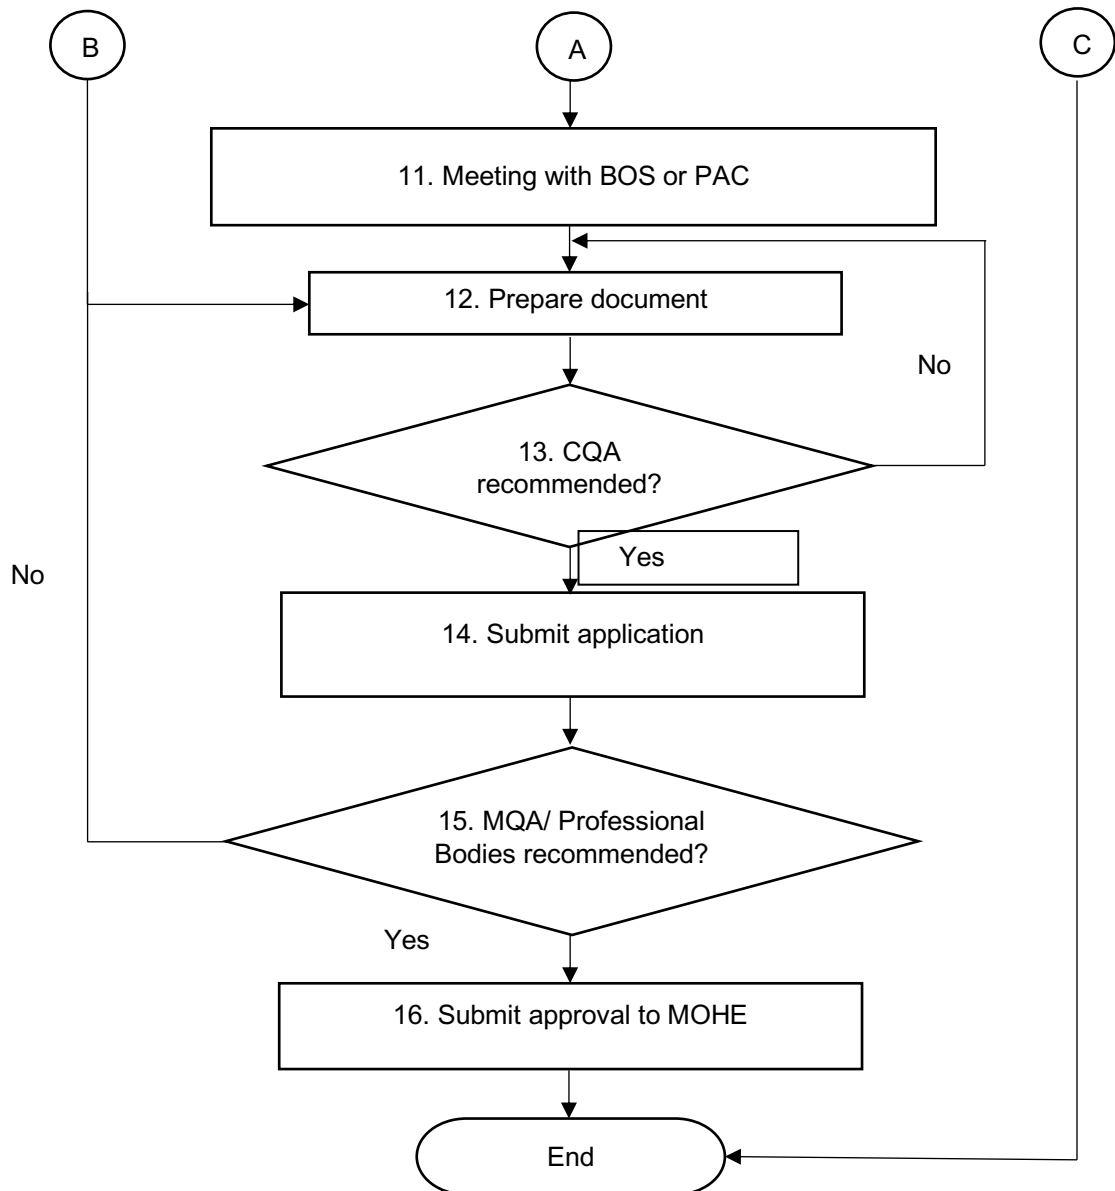 B
A
C
11. Meeting with BOS or PAC
12. Prepare document
No
13. CQA
recommended?
Yes
No
14. Submit application
15. MQA/ Professional
Bodies recommended?
Yes
16. Submit approval to MOHE
End